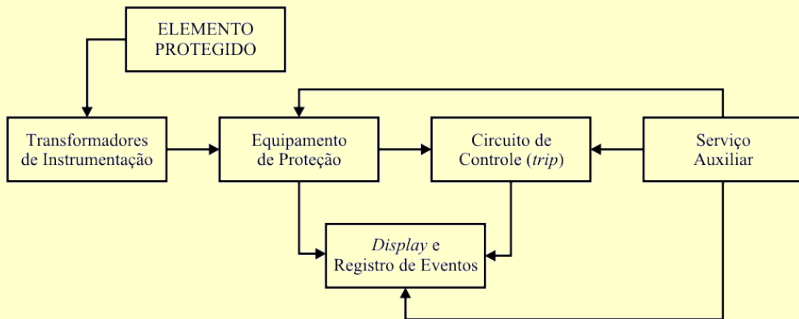 ELEMENTO
PROTEGIDO
Transformadores
de Instrumentação
Equipamento
de Proteção
Circuito de
Controle (trip)
Serviço
Auxiliar
Display e
Registro de Eventos